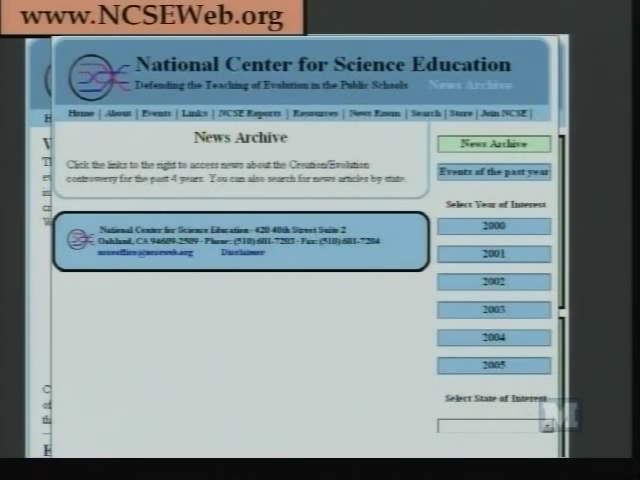 www.NCSEWeb.org
National Center for Science Education
Defending the Teaching of Evolution in the Public Schools
News Archive
Home | About | Events | Links | NCSE Reports | Resources | News Room | Search | Store | Join NCSE |
News Archive
Click the links to the right to access news about the Creation/Evolution
controversy for the past 4 years. You can also search for news articles by state.
National Center for Science Education - 420 40th Street Suite 2
Oakland, CA 94609-2509 - Phone: (510) 601-7203 - Fax: (510) 601-7204
ncseoffice@ncseweb.org Disclaimer
News Archive
Events of the past year
Select Year of Interest
2000
2001
2002
2003
2004
2005
Select State of Interest
M